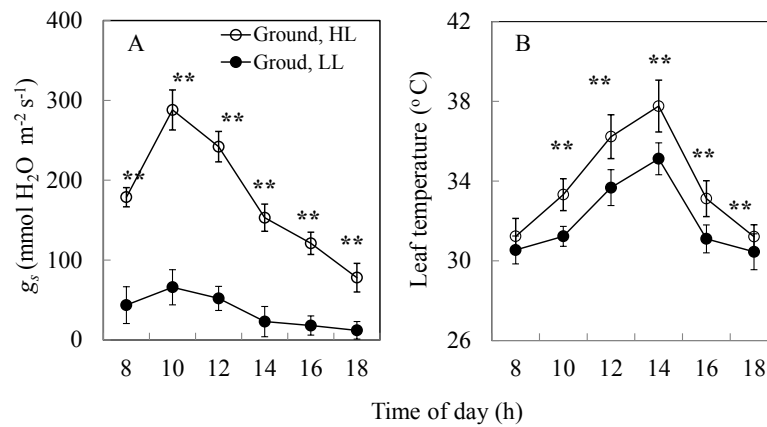 A
Ground, HL
Groud, LL
**
**
**
**
**
**
400
300
200
100
0
gs (mmol H2O m-2 s-1)
8 10 12 14 16 18
B
**
**
**
**
**
42
38
34
30
26
Leaf temperature (o C)
8 10 12 14 16 18
Time of day (h)